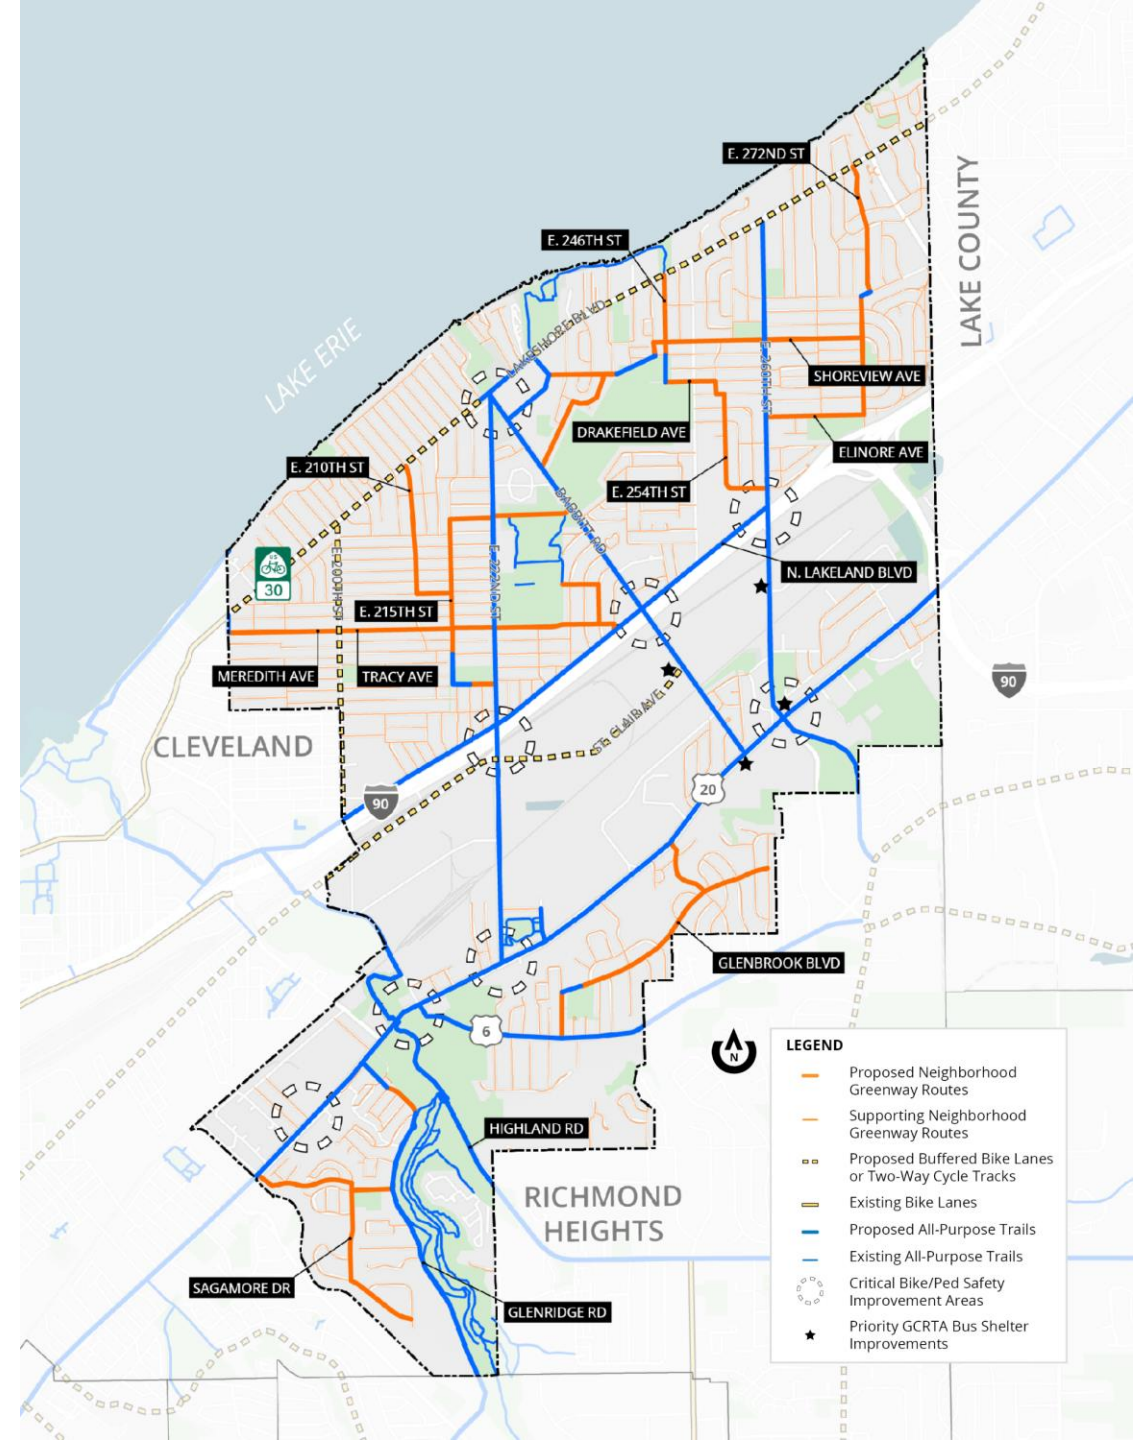 E. 272ND ST
LAKE COUNTY
E. 246TH ST
LAKESHORE BLVD
LAKE ERIE
E. 260TH ST
SHOREVIEW AVE
DRAKEFIELD AVE
ELINORE AVE
E. 210TH ST
E. 254TH ST
BABBITT RD
E. 200TH ST
E. 222ND ST
US
30
N. LAKELAND BLVD
E. 215TH ST
MEREDITH AVE
TRACY AVE
90
ST. CLAIR AVE
CLEVELAND
90
20
GLENBROOK BLVD
6
N
HIGHLAND RD
RICHMOND
HEIGHTS
SAGAMORE DR
GLENRIDGE RD
LEGEND
Proposed Neighborhood
Greenway Routes
Supporting Neighborhood
Greenway Routes
Proposed Buffered Bike Lanes
or Two-Way Cycle Tracks
Existing Bike Lanes
Proposed All-Purpose Trails
Existing All-Purpose Trails
Critical Bike/Ped Safety
Improvement Areas
Priority GCRTA Bus Shelter
Improvements